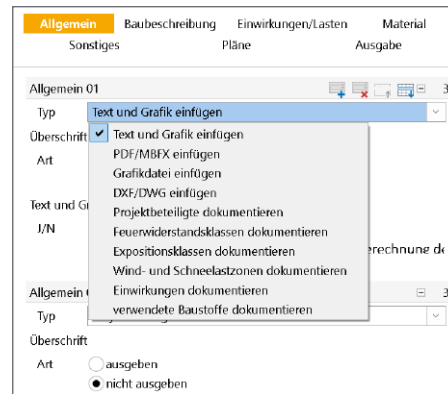 Allgemein Baubeschreibung Einwirkungen/Lasten Material
Sonstiges Pläne Ausgabe
Allgemein 01
Typ Text und Grafik einfügen
Überschrift
Text und Grafik einfügen
Art
PDF/MBFX einfügen
Grafikdatei einfügen
DXF/DWG einfügen
Text und G
Projektbeteiligte dokumentieren
J/N
Feuerwiderstandsklassen dokumentieren
Expositionsklassen dokumentieren
Wind- und Schneelastzonen dokumentieren
Allgemein
Einwirkungen dokumentieren
Typ
verwendete Baustoffe dokumentieren
Überschrift
Art ausgeben
nicht ausgeben